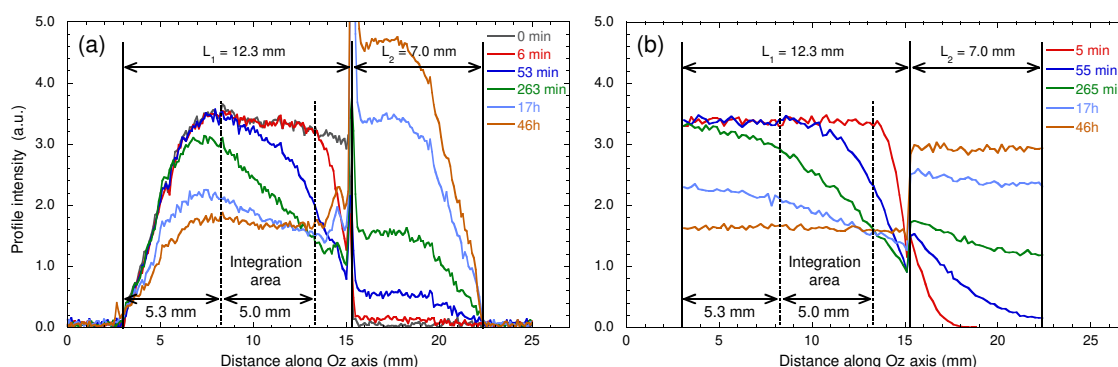 5.0
4.0
3.0
2.0
1.0
0.0
Profile intensity (a.u.)
(a)
L1 = 12.3 mm
L2 = 7.0 mm
0 min
6 min
53 min
263 min
17h
46h
Integration
area
5.3 mm
5.0 mm
0 5 10 15 20 25
Distance along Oz axis (mm)
5.0
4.0
3.0
2.0
1.0
0.0
(b)
L1 = 12.3 mm
L2 = 7.0 mm
5 min
55 min
265 min
17h
46h
Integration
area
5.3 mm
5.0 mm
0 5 10 15 20 25
Distance along Oz axis (mm)